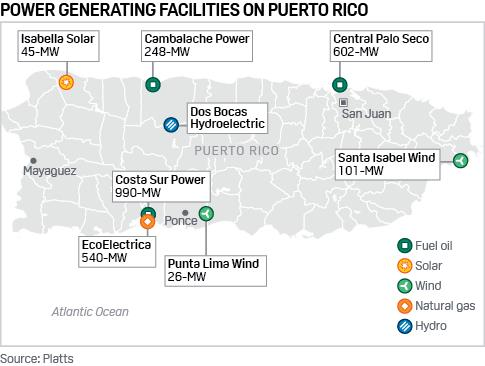 POWER GENERATING FACILITIES ON PUERTO RICO
Isabella Solar
45-MW
Cambalache Power
248-MW
Central Palo Seco
602-MW
San Juan
Dos Bocas
Hydroelectric
PUERTO RICO
Santa Isabel Wind
101-MW
Mayaguez
Costa Sur Power
990-MW
Ponce
EcoElectrica
540-MW
Punta Lima Wind
26-MW
Fuel oil
Solar
Wind
Natural gas
Hydro
Atlantic Ocean
Source: Platts